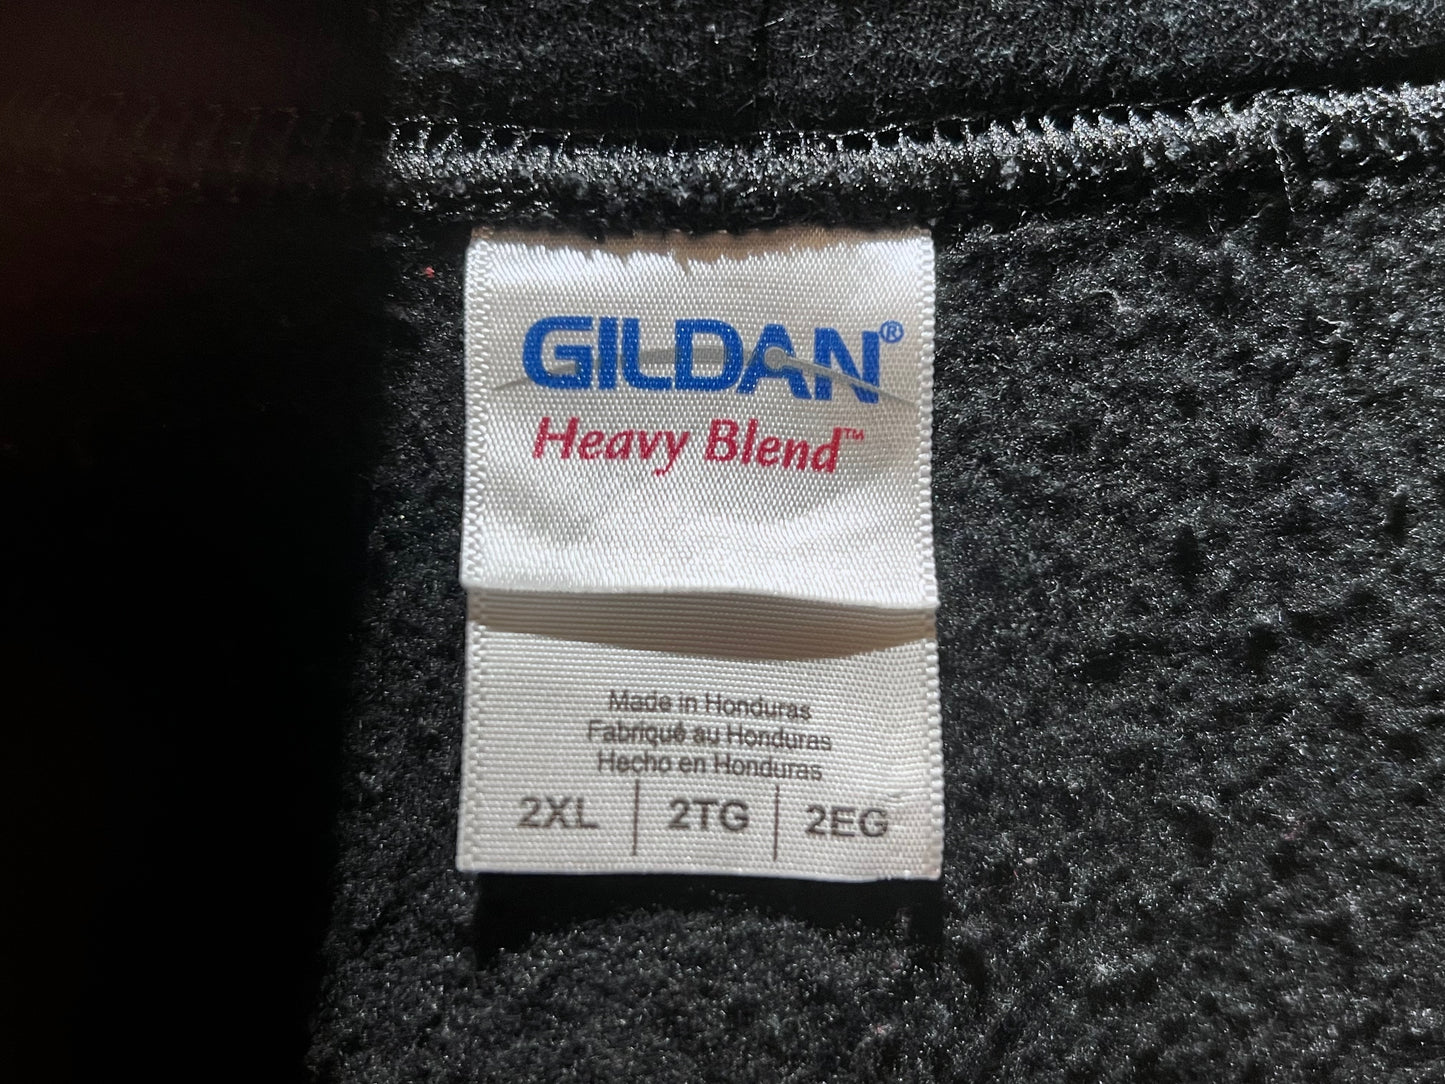 GILDAN®
Heavy Blend™
Made in Honduras
Fabriqué au Honduras
Hecho en Honduras
2XL | 2TG | 2EG